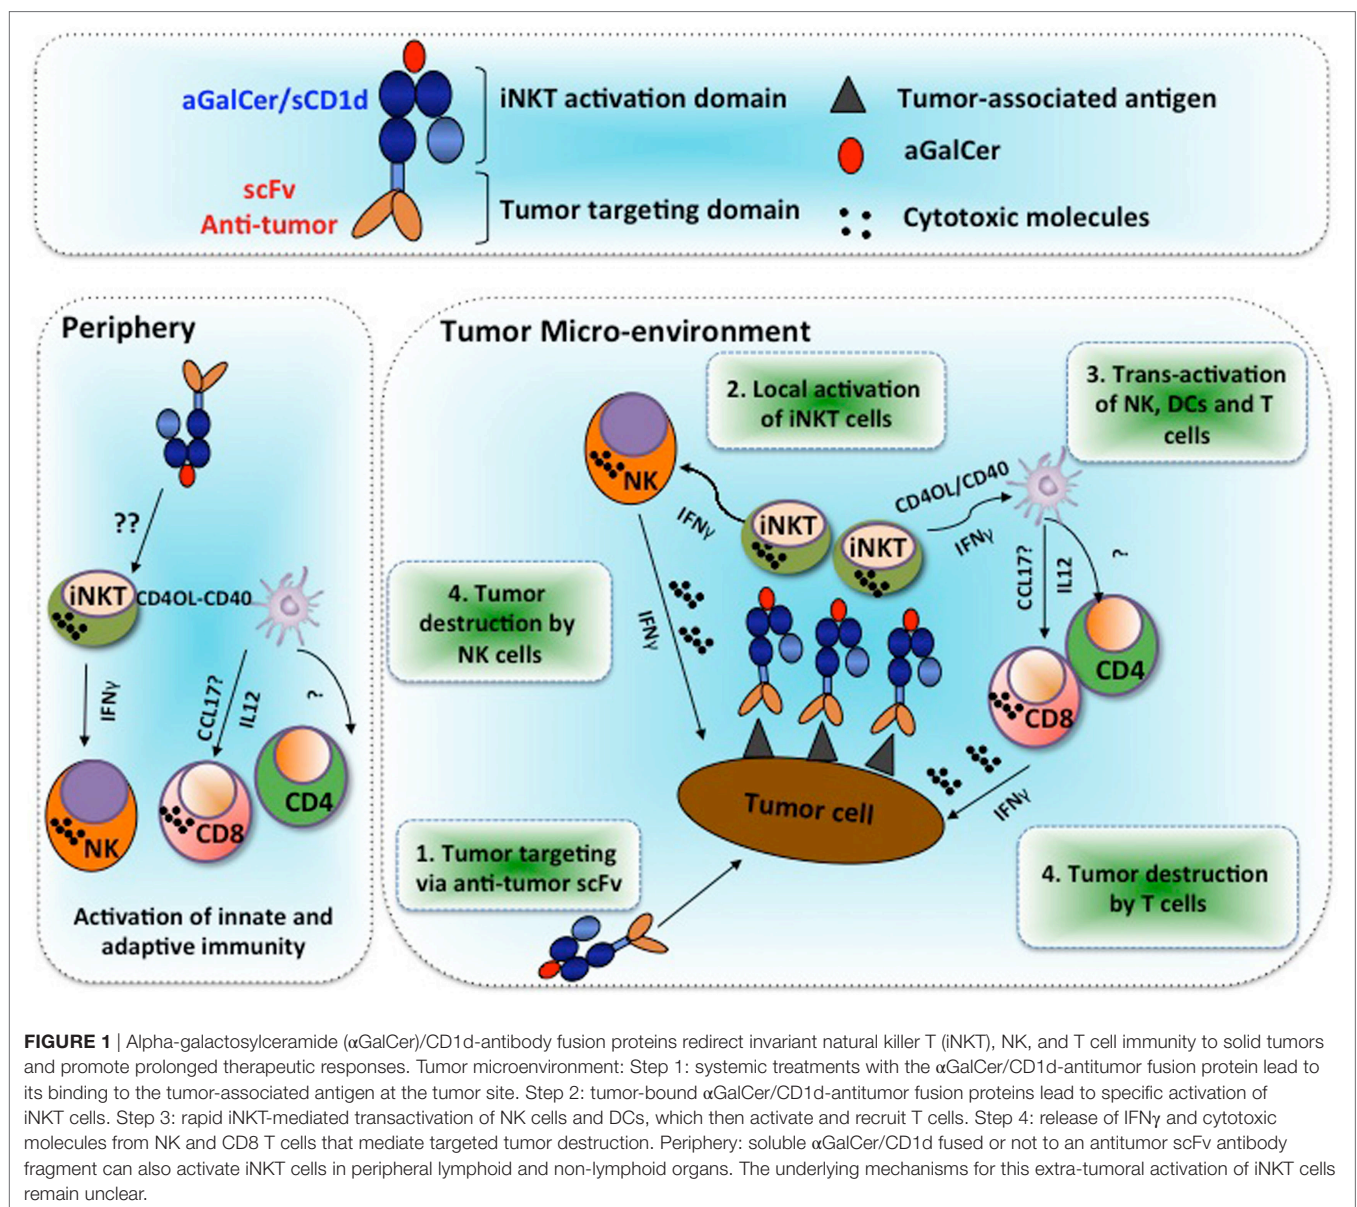 aGalCer/sCD1d
iNKT activation domain
scFv
Anti-tumor
Tumor targeting domain
Tumor-associated antigen
aGalCer
Cytotoxic molecules
Periphery
??
iNKT
CD4OL-CD40
IFNγ
CCL17?
IL12
?
NK
CD8
CD4
Activation of innate and
adaptive immunity
Tumor Micro-environment
2. Local activation
of iNKT cells
3. Trans-activation
of NK, DCs and T
cells
NK
IFNγ
iNKT
iNKT
CD4OL/CD40
IFNγ
CCL17?
IL12
?
4. Tumor
destruction by
NK cells
IFNγ
CD4
CD8
IFNγ
Tumor cell
1. Tumor targeting
via anti-tumor scFv
4. Tumor destruction
by T cells
FIGURE 1 | Alpha-galactosylceramide (αGalCer)/CD1d-antibody fusion proteins redirect invariant natural killer T (iNKT), NK, and T cell immunity to solid tumors
and promote prolonged therapeutic responses. Tumor microenvironment: Step 1: systemic treatments with the αGalCer/CD1d-antitumor fusion protein lead to
its binding to the tumor-associated antigen at the tumor site. Step 2: tumor-bound αGalCer/CD1d-antitumor fusion proteins lead to specific activation of
iNKT cells. Step 3: rapid iNKT-mediated transactivation of NK cells and DCs, which then activate and recruit T cells. Step 4: release of IFNγ and cytotoxic
molecules from NK and CD8 T cells that mediate targeted tumor destruction. Periphery: soluble αGalCer/CD1d fused or not to an antitumor scFv antibody
fragment can also activate iNKT cells in peripheral lymphoid and non-lymphoid organs. The underlying mechanisms for this extra-tumoral activation of iNKT cells
remain unclear.